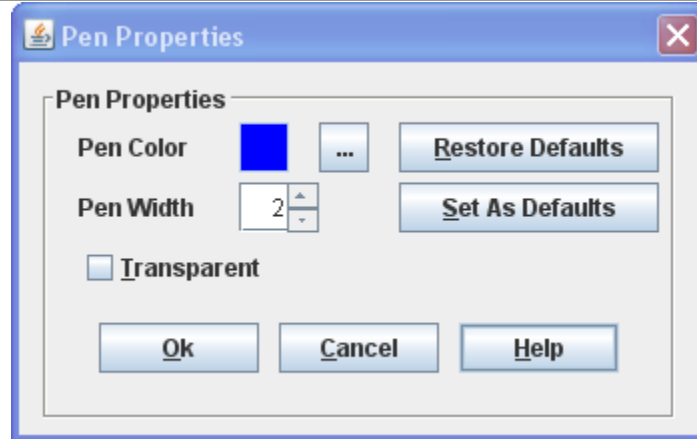 Pen Properties
Pen Properties
Pen Color ... Restore Defaults
Pen Width 2 Set As Defaults
Transparent
Ok Cancel Help